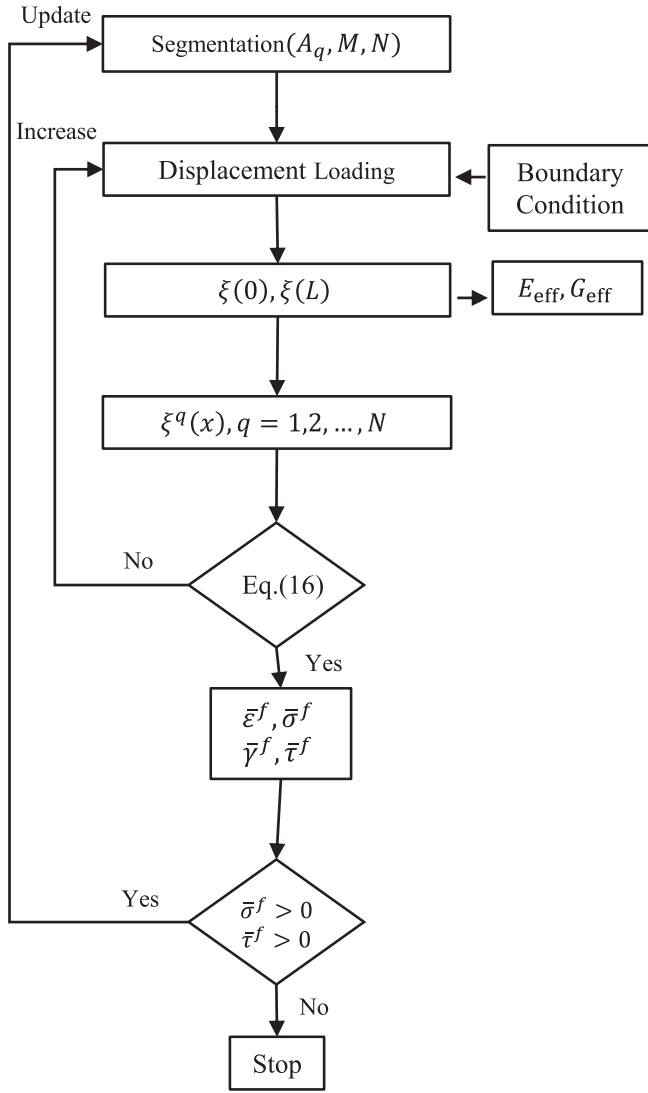 Update
Segmentation(A_q, M, N)
Increase
Displacement Loading
Boundary
Condition
ξ(0), ξ(L)
E_eff, G_eff
ξ^q(x), q = 1,2, …, N
No
Eq.(16)
Yes
ε̄^f, σ̄^f
γ̄^f, τ̄^f
Yes
σ̄^f > 0
τ̄^f > 0
No
Stop